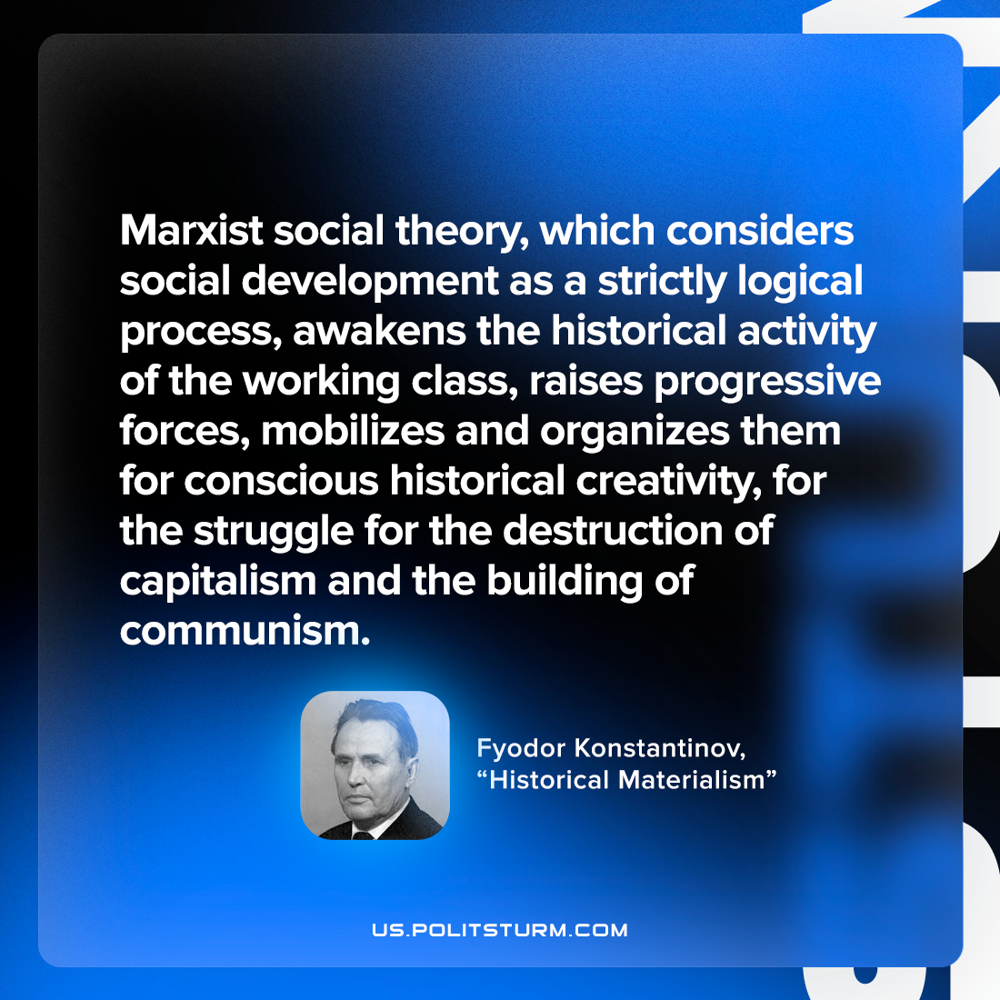 Marxist social theory, which considers
social development as a strictly logical
process, awakens the historical activity
of the working class, raises progressive
forces, mobilizes and organizes them
for conscious historical creativity, for
the struggle for the destruction of
capitalism and the building of
communism.
Fyodor Konstantinov,
“Historical Materialism”
US.POLITSTURM.COM